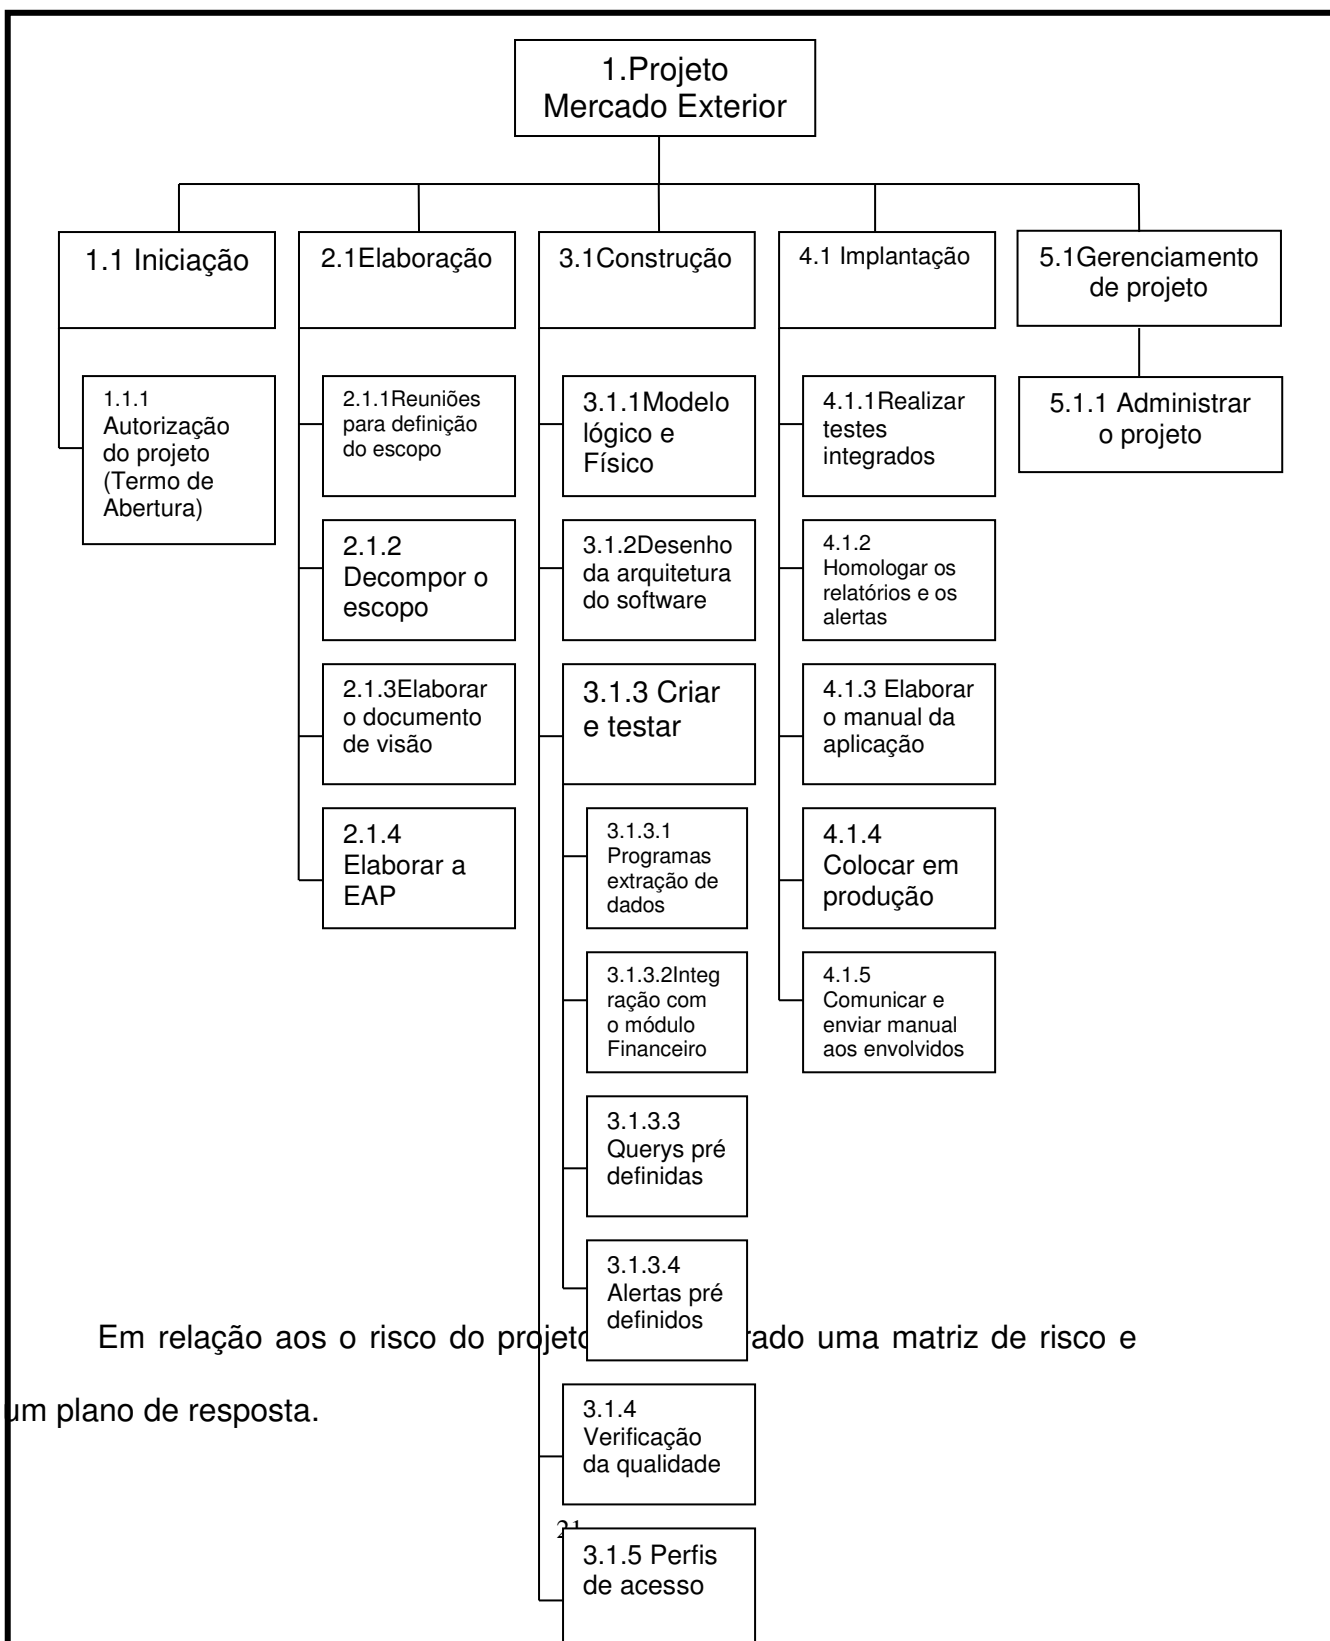 1.Projeto
Mercado Exterior
1.1 Iniciação
2.1Elaboração
3.1Construção
4.1 Implantação
5.1Gerenciamento
de projeto
1.1.1
Autorização
do projeto
(Termo de
Abertura)
2.1.1Reuniões
para definição
do escopo
2.1.2
Decompor o
escopo
2.1.3Elaborar
o documento
de visão
2.1.4
Elaborar a
EAP
3.1.1Modelo
lógico e
Físico
3.1.2Desenho
da arquitetura
do software
3.1.3 Criar
e testar
3.1.3.1
Programas
extração de
dados
3.1.3.2Integ
ração com
o módulo
Financeiro
3.1.3.3
Querys pré
definidas
3.1.3.4
Alertas pré
definidos
3.1.4
Verificação
da qualidade
3.1.5 Perfis
de acesso
4.1.1Realizar
testes
integrados
4.1.2
Homologar os
relatórios e os
alertas
4.1.3 Elaborar
o manual da
aplicação
4.1.4
Colocar em
produção
4.1.5
Comunicar e
enviar manual
aos envolvidos
5.1.1 Administrar
o projeto
Em relação aos o risco do projeto rado uma matriz de risco e
um plano de resposta.
21